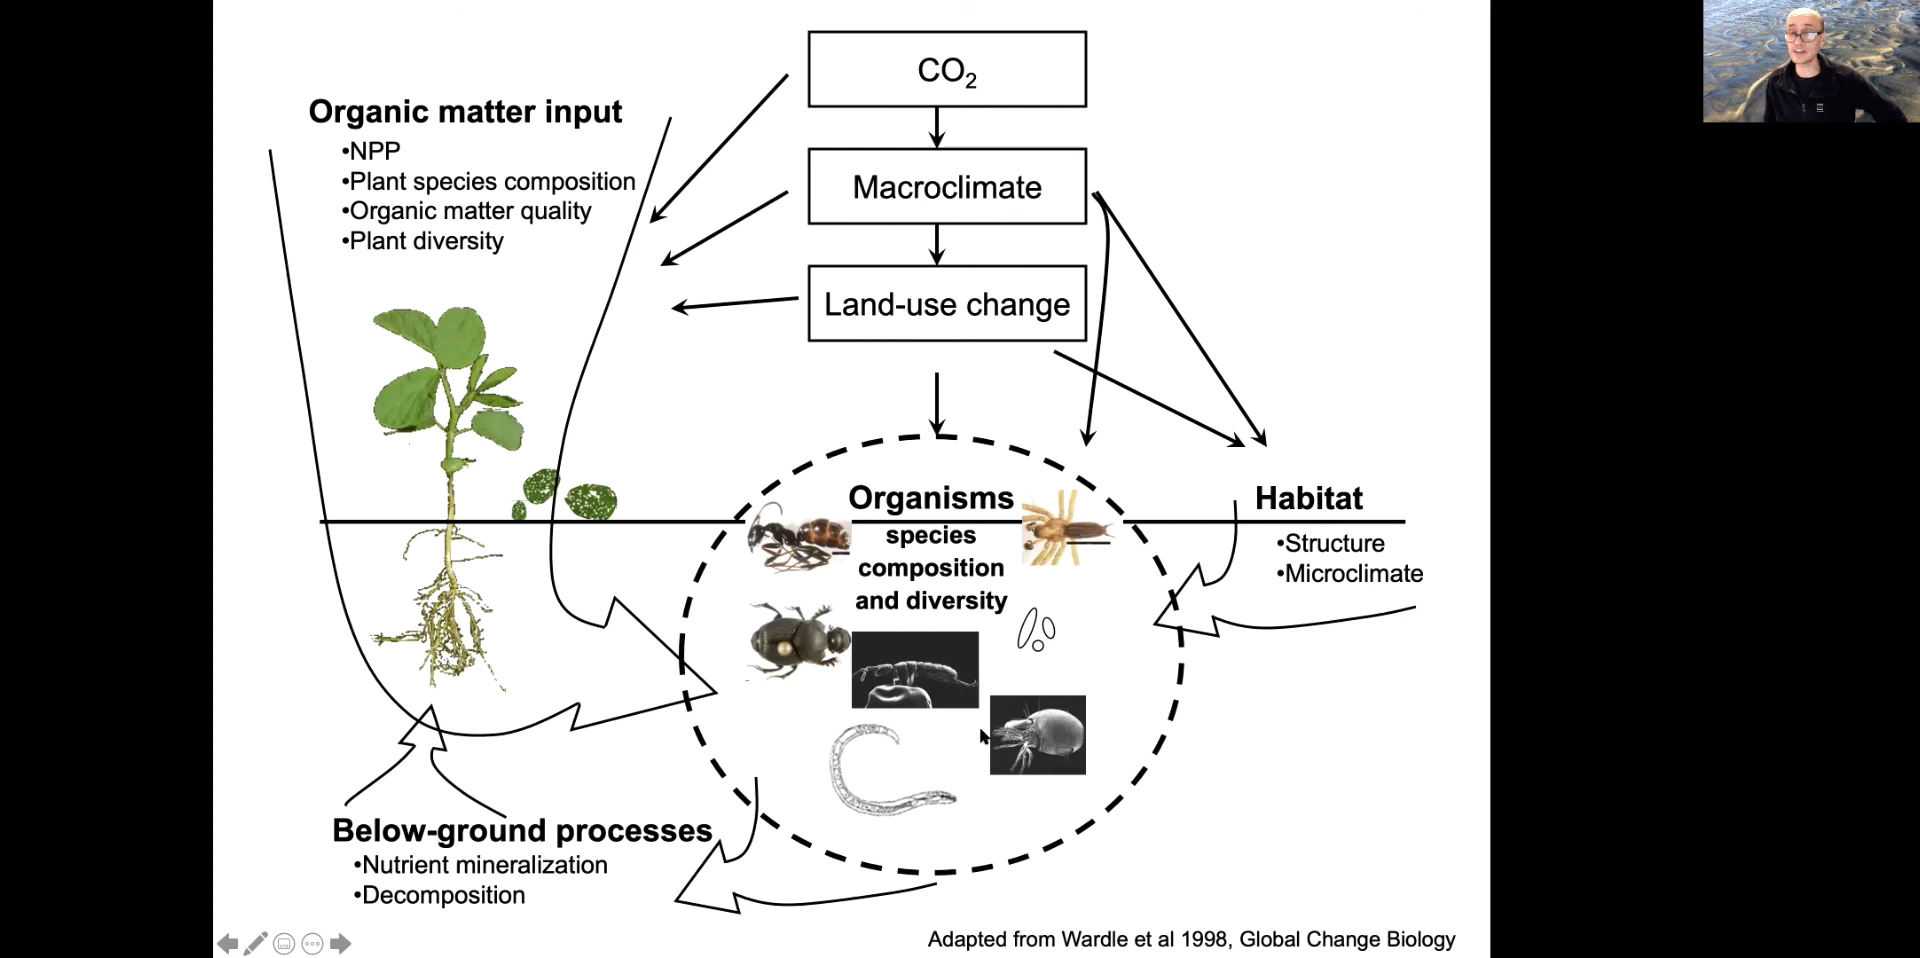 CO2
Organic matter input
•NPP
•Plant species composition
•Organic matter quality
•Plant diversity
Macroclimate
Land-use change
Organisms
species
composition
and diversity
Habitat
•Structure
•Microclimate
Below-ground processes
•Nutrient mineralization
•Decomposition
Adapted from Wardle et al 1998, Global Change Biology